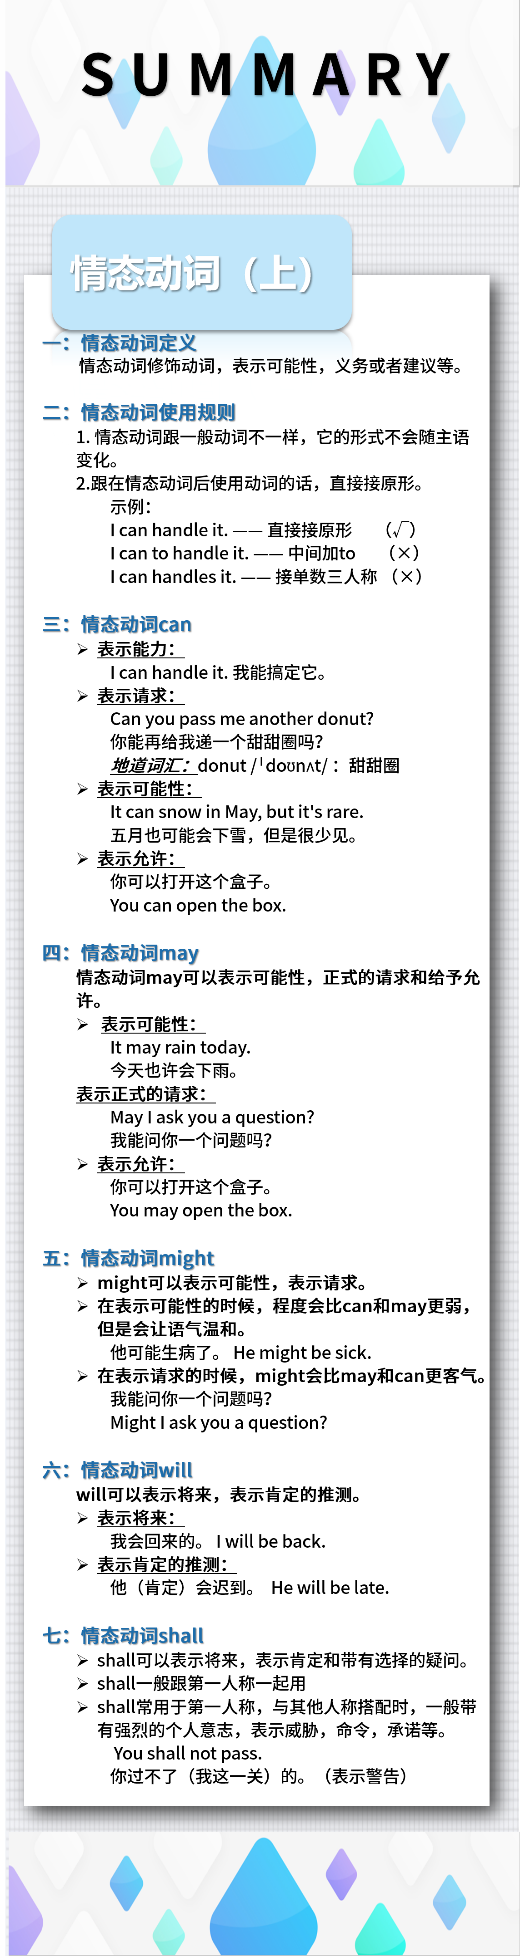 SUMMARY
情态动词（上）
一：情态动词定义
情态动词修饰动词，表示可能性，义务或者建议等。
二：情态动词使用规则
1. 情态动词跟一般动词不一样，它的形式不会随主语
变化。
2.跟在情态动词后使用动词的话，直接接原形。
示例：
I can handle it. —— 直接接原形 （√）
I can to handle it. —— 中间加to （×）
I can handles it. —— 接单数三人称 （×）
三：情态动词can
➢ 表示能力：
I can handle it. 我能搞定它。
➢ 表示请求：
Can you pass me another donut?
你能再给我递一个甜甜圈吗？
地道词汇：donut /ˈdoʊnʌt/ ：甜甜圈
➢ 表示可能性：
It can snow in May, but it's rare.
五月也可能会下雪，但是很少见。
➢ 表示允许：
你可以打开这个盒子。
You can open the box.
四：情态动词may
情态动词may可以表示可能性，正式的请求和给予允
许。
➢ 表示可能性：
It may rain today.
今天也许会下雨。
表示正式的请求：
May I ask you a question?
我能问你一个问题吗？
➢ 表示允许：
你可以打开这个盒子。
You may open the box.
五：情态动词might
➢ might可以表示可能性，表示请求。
➢ 在表示可能性的时候，程度会比can和may更弱，
但是会让语气温和。
他可能生病了。 He might be sick.
➢ 在表示请求的时候，might会比may和can更客气。
我能问你一个问题吗？
Might I ask you a question?
六：情态动词will
will可以表示将来，表示肯定的推测。
➢ 表示将来：
我会回来的。 I will be back.
➢ 表示肯定的推测：
他（肯定）会迟到。 He will be late.
七：情态动词shall
➢ shall可以表示将来，表示肯定和带有选择的疑问。
➢ shall一般跟第一人称一起用
➢ shall常用于第一人称，与其他人称搭配时，一般带
有强烈的个人意志，表示威胁，命令，承诺等。
You shall not pass.
你过不了（我这一关）的。（表示警告）